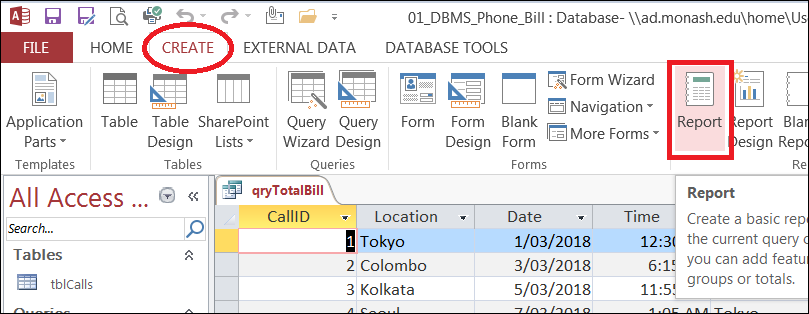 01_DBMS_Phone_Bill : Database- \\ad.monash.edu\home\Us
FILE HOME CREATE EXTERNAL DATA DATABASE TOOLS
Application Parts
Table
Table Design
SharePoint Lists
Query Wizard
Query Design
Form
Form Design
Blank Form
Form Wizard
Navigation
More Forms
Report
Report Design
Templates
Tables
Queries
Forms
All Access ...
Search...
Tables
tblCalls
Queries
qryTotalBill
CallID Location Date Time
1 Tokyo 1/03/2018 12:30
2 Colombo 3/03/2018 6:15
3 Kolkata 5/03/2018 11:55
4 Seoul 7/03/2018 1:05 AM Tokyo
Report
Create a basic rep
the current query
you can add featu
groups or totals.